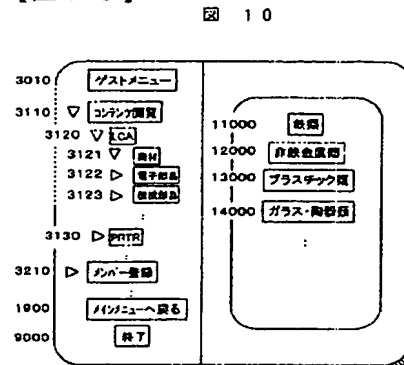 図 10
3010 ゲストメニュー
3110 ▽ コンテンツ閲覧
3120 ▽ LCA
3121 ▽ 素材
3122 ▷ 電子部品
3123 ▷ 機械部品
3130 ▷ PRTR
3210 ▷ メンバー登録
1900 メインメニューへ戻る
9000 終了
11000 鉄類
12000 非鉄金属類
13000 プラスチック類
14000 ガラス・陶器類